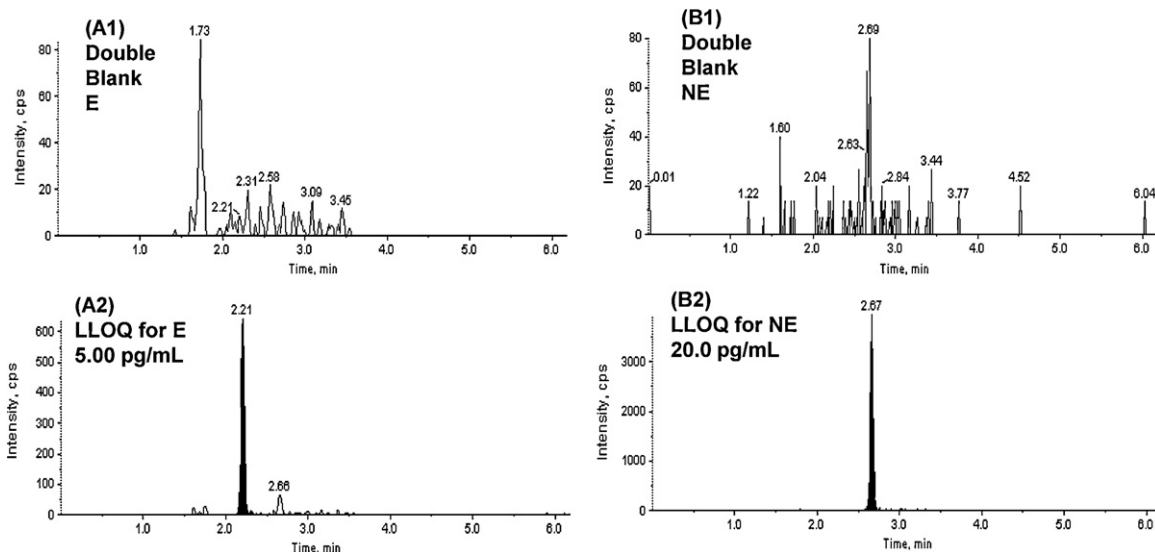 (A1)
Double
Blank
E
1.73
2.21
2.31
2.58
3.09
3.45
80
60
40
20
0
Intensity, cps
1.0
2.0
3.0
4.0
5.0
6.0
Time, min
(B1)
Double
Blank
NE
2.69
1.60
2.63
0.01
1.22
2.04
2.84
3.44
3.77
4.52
6.04
80
60
40
20
0
Intensity, cps
1.0
2.0
3.0
4.0
5.0
6.0
Time, min
(A2)
LLOQ for E
5.00 pg/mL
2.21
2.66
600
500
400
300
200
100
0
Intensity, cps
1.0
2.0
3.0
4.0
5.0
6.0
Time, min
(B2)
LLOQ for NE
20.0 pg/mL
2.67
3000
2000
1000
0
Intensity, cps
1.0
2.0
3.0
4.0
5.0
6.0
Time, min